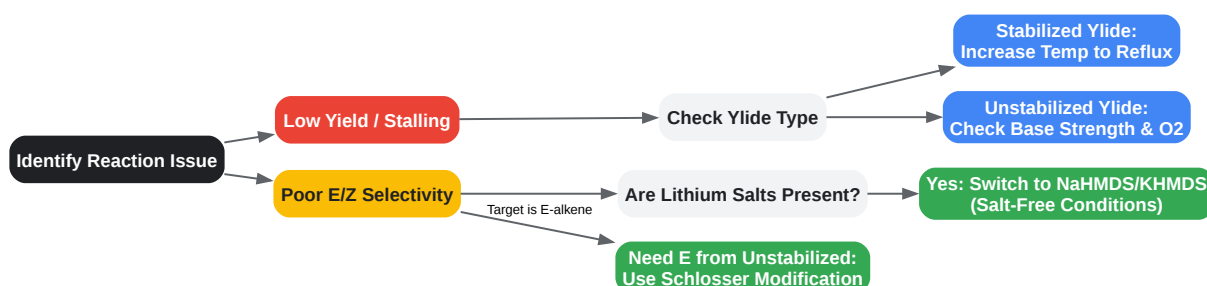 Identify Reaction Issue
Low Yield / Stalling
Check Ylide Type
Stabilized Ylide:
Increase Temp to Reflux
Unstabilized Ylide:
Check Base Strength & O2
Poor E/Z Selectivity
Are Lithium Salts Present?
Yes: Switch to NaHMDS/KHMDS
(Salt-Free Conditions)
Target is E-alkene
Need E from Unstabilized:
Use Schlosser Modification